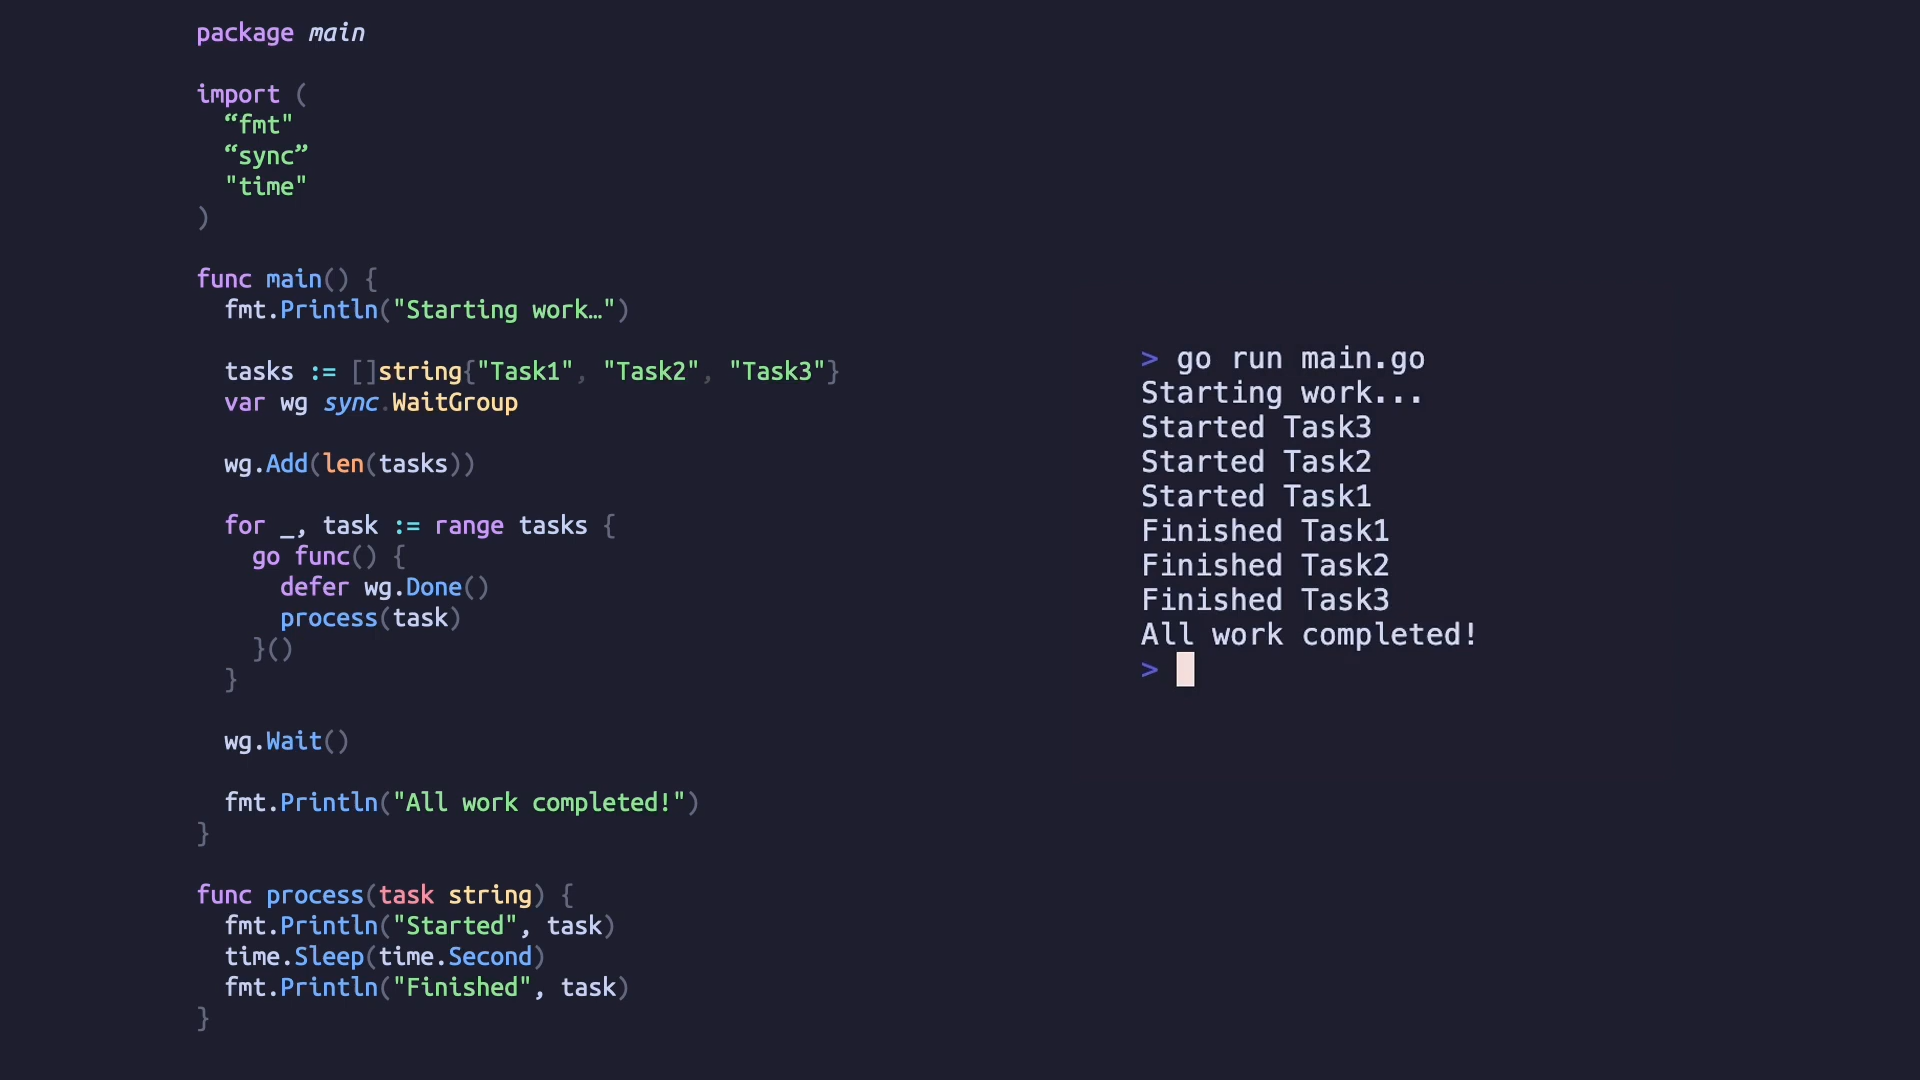 package main
import (
“fmt"
“sync”
"time"
)
func main() {
fmt.Println("Starting work…")
tasks := []string{"Task1", "Task2", "Task3"}
var wg sync.WaitGroup
wg.Add(len(tasks))
for _, task := range tasks {
go func() {
defer wg.Done()
process(task)
}()
}
wg.Wait()
fmt.Println("All work completed!")
}
func process(task string) {
fmt.Println("Started", task)
time.Sleep(time.Second)
fmt.Println("Finished", task)
}
> go run main.go
Starting work...
Started Task3
Started Task2
Started Task1
Finished Task1
Finished Task2
Finished Task3
All work completed!
>